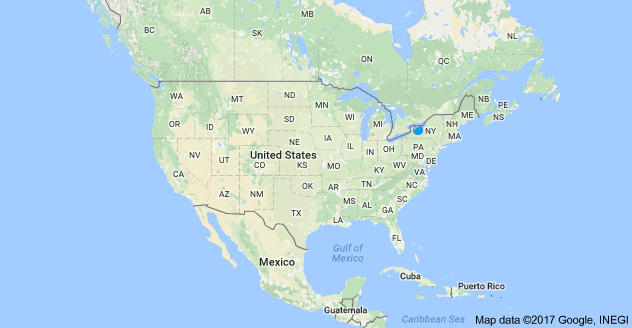 AB
MB
BC
SK
NL
ON
QC
WA
MT
ND
MN
NB
PE
OR
ID
SD
WI
MI
NY
NH
ME
NS
MA
WY
NE
IA
IL
IN
OH
PA
NV
UT
United States
MD
DE
CO
KS
MO
KY
WV
VA
CA
AZ
NM
OK
AR
TN
NC
SC
TX
MS
AL
GA
LA
FL
Gulf of
Mexico
Mexico
Cuba
Puerto Rico
Guatemala
Caribbean Sea
Map data ©2017 Google, INEGI